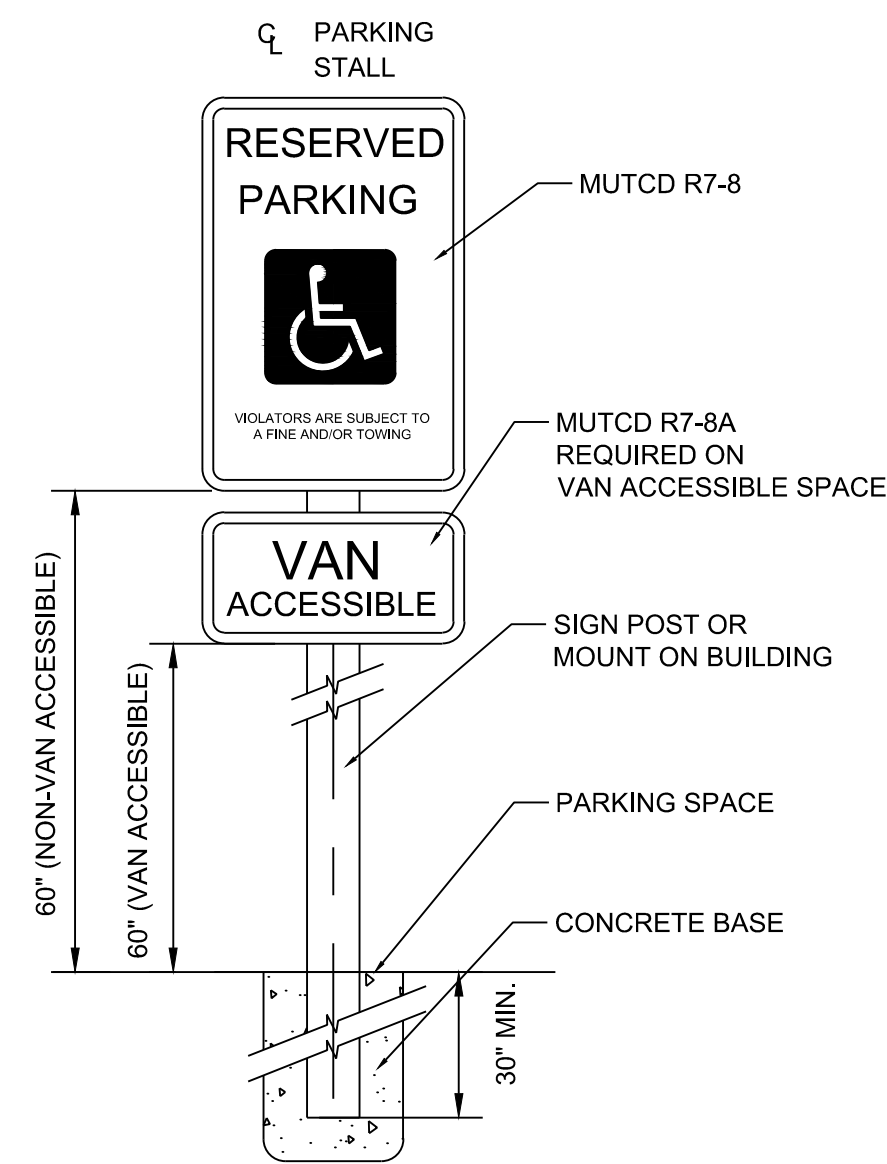 ℄ PARKING
STALL
RESERVED
PARKING
VIOLATORS ARE SUBJECT TO
A FINE AND/OR TOWING
MUTCD R7-8
MUTCD R7-8A
REQUIRED ON
VAN ACCESSIBLE SPACE
VAN
ACCESSIBLE
SIGN POST OR
MOUNT ON BUILDING
60" (NON-VAN ACCESSIBLE)
60" (VAN ACCESSIBLE)
PARKING SPACE
CONCRETE BASE
30" MIN.